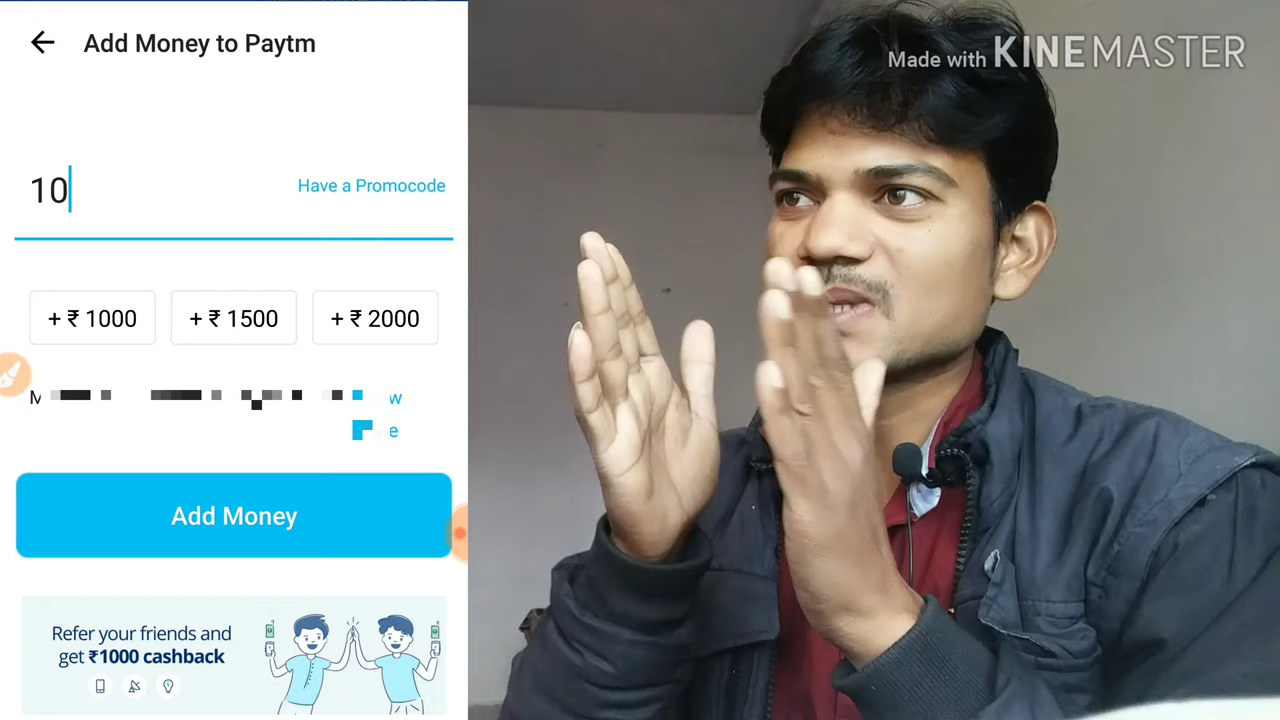 Add Money to Paytm
Made with KINEMASTER
10
Have a Promocode
+ ₹ 1000
+ ₹ 1500
+ ₹ 2000
Add Money
Refer your friends and
get ₹1000 cashback